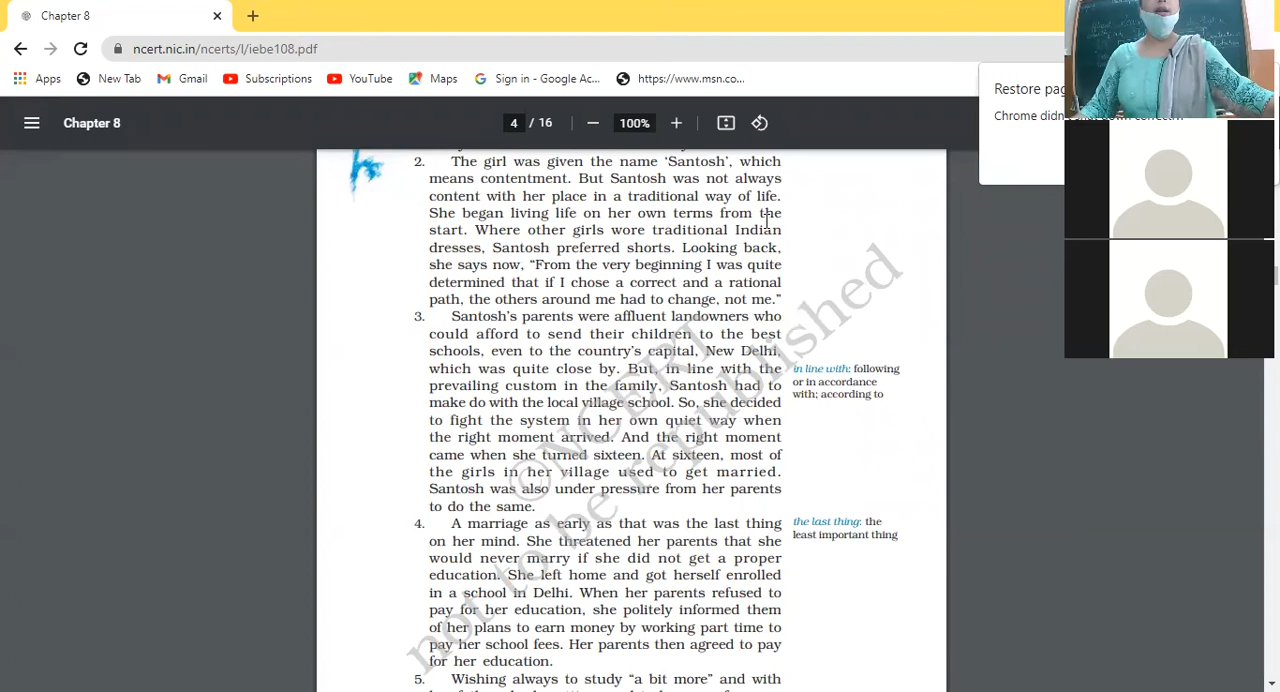 Chapter 8
ncert.nic.in/ncerts/l/iebe108.pdf
Apps
New Tab
Gmail
Subscriptions
YouTube
Maps
Sign in - Google Ac...
https://www.msn.co...
Restore pag
Chrome didn
Chapter 8
4 / 16
100%
2. The girl was given the name ‘Santosh’, which
means contentment. But Santosh was not always
content with her place in a traditional way of life.
She began living life on her own terms from the
start. Where other girls wore traditional Indian
dresses, Santosh preferred shorts. Looking back,
she says now, “From the very beginning I was quite
determined that if I chose a correct and a rational
path, the others around me had to change, not me.”
3. Santosh’s parents were affluent landowners who
could afford to send their children to the best
schools, even to the country’s capital, New Delhi,
which was quite close by. But, in line with the
prevailing custom in the family, Santosh had to
make do with the local village school. So, she decided
to fight the system in her own quiet way when
the right moment arrived. And the right moment
came when she turned sixteen. At sixteen, most of
the girls in her village used to get married.
Santosh was also under pressure from her parents
to do the same.
in line with: following
or in accordance
with; according to
4. A marriage as early as that was the last thing
on her mind. She threatened her parents that she
would never marry if she did not get a proper
education. She left home and got herself enrolled
in a school in Delhi. When her parents refused to
pay for her education, she politely informed them
of her plans to earn money by working part time to
pay her school fees. Her parents then agreed to pay
for her education.
the last thing: the
least important thing
5. Wishing always to study “a bit more” and with
©NCERT
not to be republished